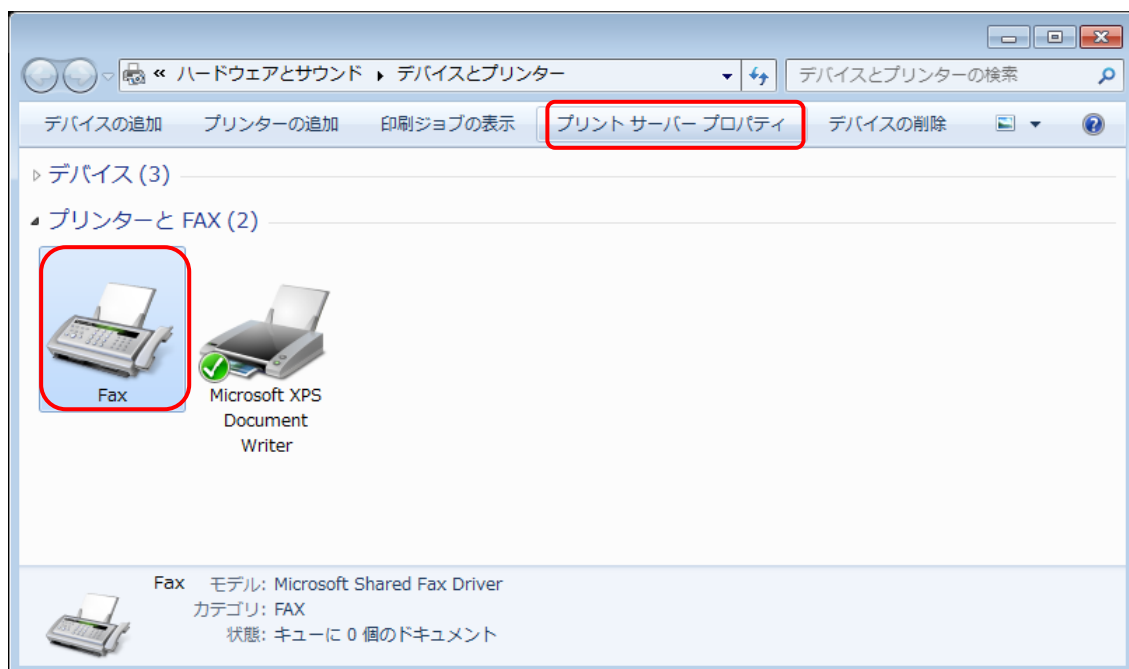 « ハードウェアとサウンド ▸ デバイスとプリンター デバイスとプリンターの検索
デバイスの追加 プリンターの追加 印刷ジョブの表示 プリント サーバー プロパティ デバイスの削除
デバイス (3)
プリンターと FAX (2)
Fax
Microsoft XPS
Document
Writer
Fax モデル: Microsoft Shared Fax Driver
カテゴリ: FAX
状態: キューに 0 個のドキュメント